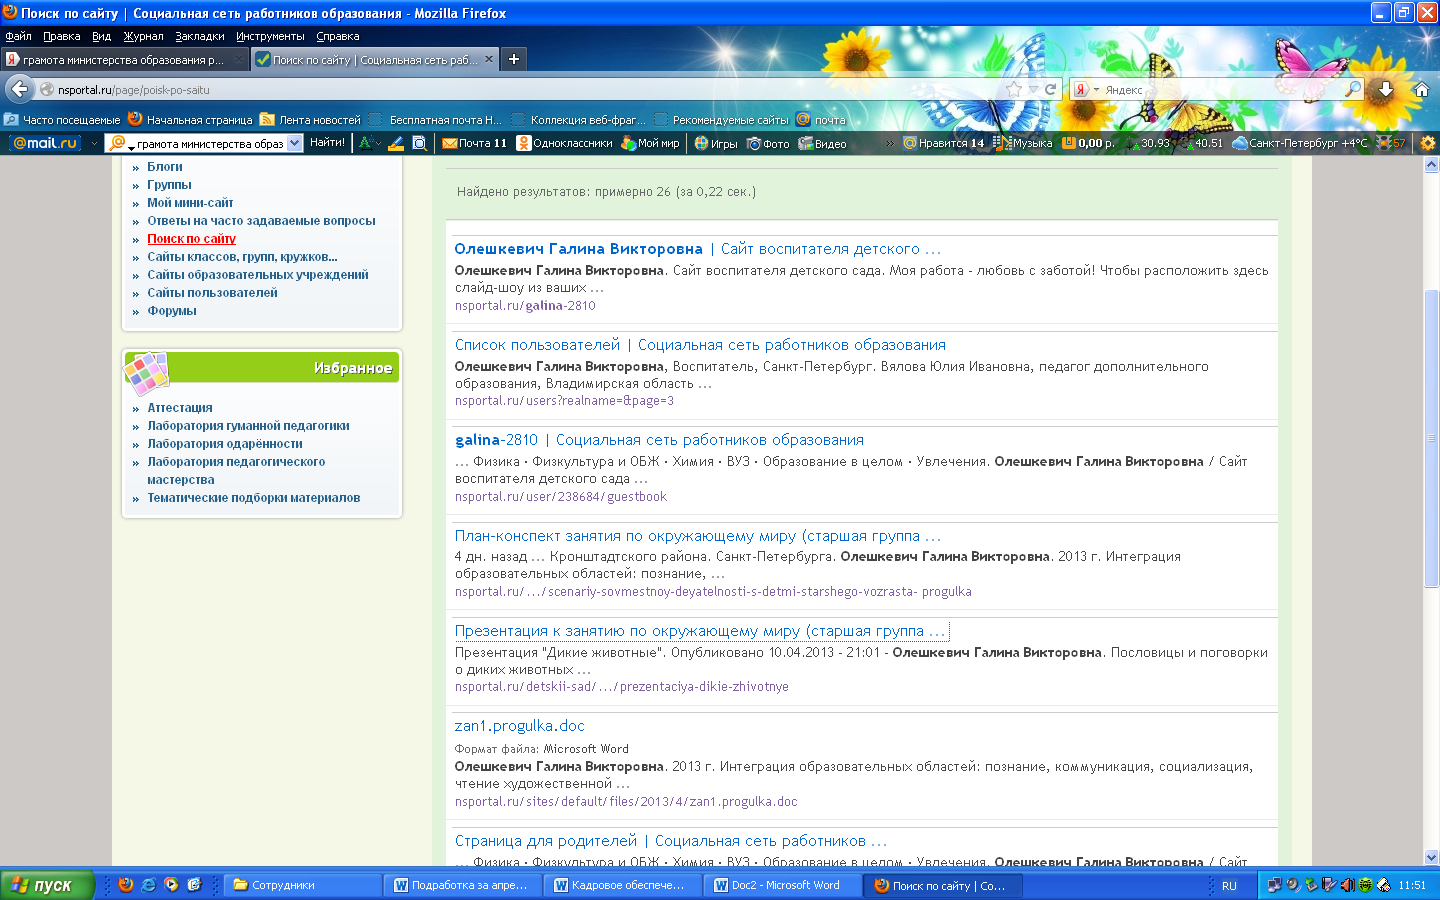 Поиск по сайту | Социальная сеть работников образования - Mozilla Firefox
Файл Правка Вид Журнал Закладки Инструменты Справка
грамота министерства образования р...
Поиск по сайту | Социальная сеть раб...
nsportal.ru/page/poisk-po-saitu
Яндекс
Часто посещаемые Начальная страница Лента новостей Бесплатная почта H... Коллекция веб-фраг... Рекомендуемые сайты почта
@mail.ru грамота министерства образ Найти! Почта 11 Одноклассники Мой мир Игры Фото Видео Нравится 14 Музыка 0,00 р. 30.93 40.51 Санкт-Петербург +4°C 57
Блоги
Группы
Мой мини-сайт
Ответы на часто задаваемые вопросы
Поиск по сайту
Сайты классов, групп, кружков...
Сайты образовательных учреждений
Сайты пользователей
Форумы
Избранное
Аттестация
Лаборатория гуманной педагогики
Лаборатория одарённости
Лаборатория педагогического
мастерства
Тематические подборки материалов
Найдено результатов: примерно 26 (за 0,22 сек.)
Олешкевич Галина Викторовна | Сайт воспитателя детского ...
Олешкевич Галина Викторовна. Сайт воспитателя детского сада. Моя работа - любовь с заботой! Чтобы расположить здесь
слайд-шоу из ваших ...
nsportal.ru/galina-2810
Список пользователей | Социальная сеть работников образования
Олешкевич Галина Викторовна, Воспитатель, Санкт-Петербург. Вялова Юлия Ивановна, педагог дополнительного
образования, Владимирская область ...
nsportal.ru/users?realname=&page=3
galina-2810 | Социальная сеть работников образования
... Физика · Физкультура и ОБЖ · Химия · ВУЗ · Образование в целом · Увлечения. Олешкевич Галина Викторовна / Сайт
воспитателя детского сада ...
nsportal.ru/user/238684/guestbook
План-конспект занятия по окружающему миру (старшая группа ...
4 дн. назад ... Кронштадтского района. Санкт-Петербурга. Олешкевич Галина Викторовна. 2013 г. Интеграция
образовательных областей: познание, ...
nsportal.ru/.../scenariy-sovmestnoy-deyatelnosti-s-detmi-starshego-vozrasta- progulka
Презентация к занятию по окружающему миру (старшая группа ...
Презентация "Дикие животные". Опубликовано 10.04.2013 - 21:01 - Олешкевич Галина Викторовна. Пословицы и поговорки
о диких животных ...
nsportal.ru/detskii-sad/.../prezentaciya-dikie-zhivotnye
zan1.progulka.doc
Формат файла: Microsoft Word
Олешкевич Галина Викторовна. 2013 г. Интеграция образовательных областей: познание, коммуникация, социализация,
чтение художественной ...
nsportal.ru/sites/default/files/2013/4/zan1.progulka.doc
Страница для родителей | Социальная сеть работников ...
... Физика · Физкультура и ОБЖ · Химия · ВУЗ · Образование в целом · Увлечения. Олешкевич Галина Викторовна / Сайт
пуск Сотрудники Подработка за апре... Кадровое обеспече... Doc2 - Microsoft Word Поиск по сайту | Со... RU 11:51